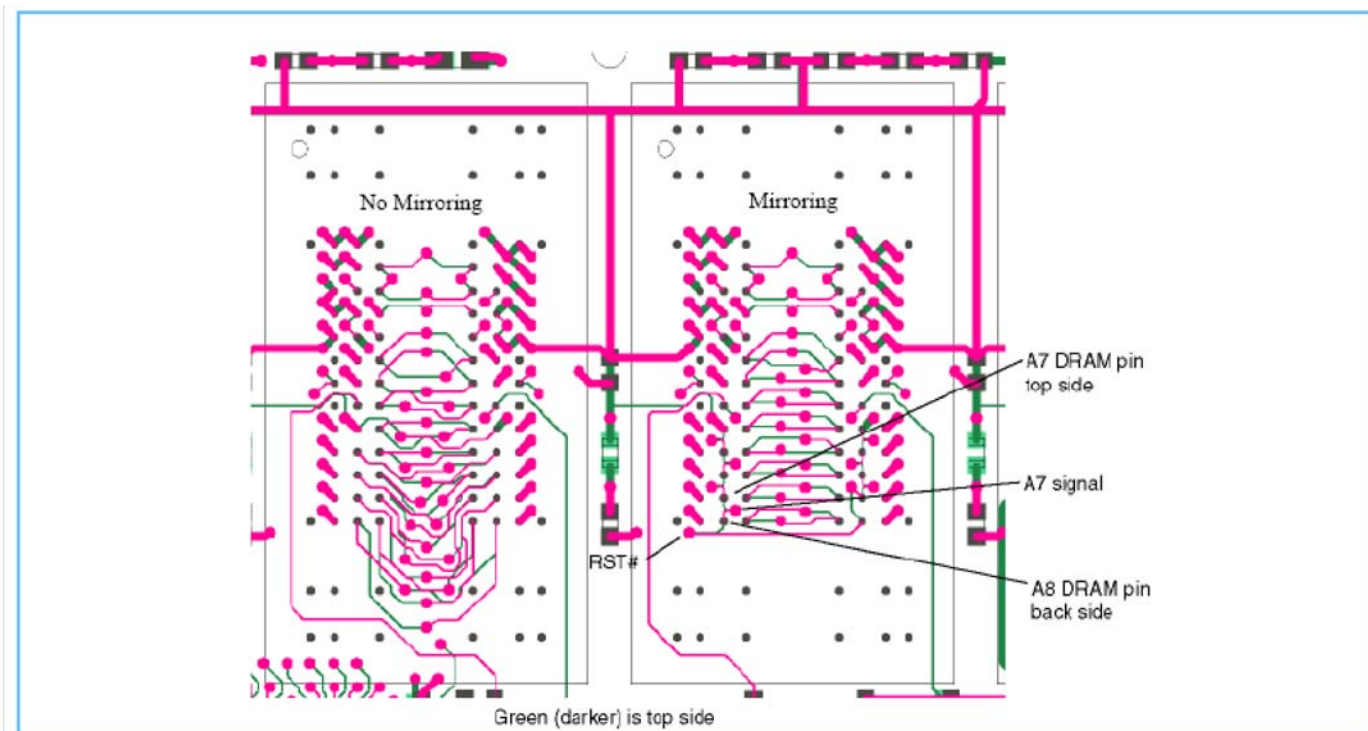 No Mirroring
Mirroring
A7 DRAM pin
top side
A7 signal
RST#
A8 DRAM pin
back side
Green (darker) is top side